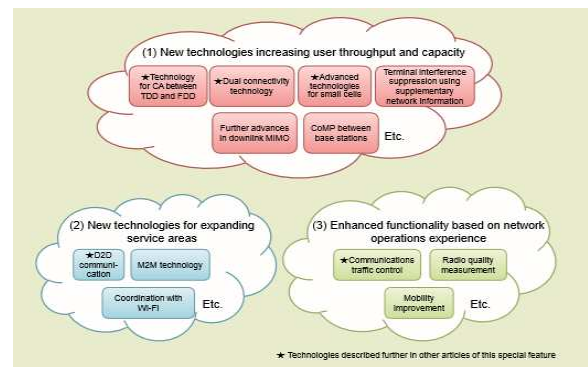 (1) New technologies increasing user throughput and capacity
★Technology
for CA between
TDD and FDD
★Dual connectivity
technology
★Advanced
technologies
for small cells
Terminal interference
suppression using
supplementary
network information
Further advances
in downlink MIMO
CoMP between
base stations
Etc.
(2) New technologies for expanding
service areas
★D2D
communi-
cation
M2M technology
Coordination with
Wi-Fi
Etc.
(3) Enhanced functionality based on network
operations experience
★Communications
traffic control
Radio quality
measurement
Mobility
improvement
Etc.
★ Technologies described further in other articles of this special feature